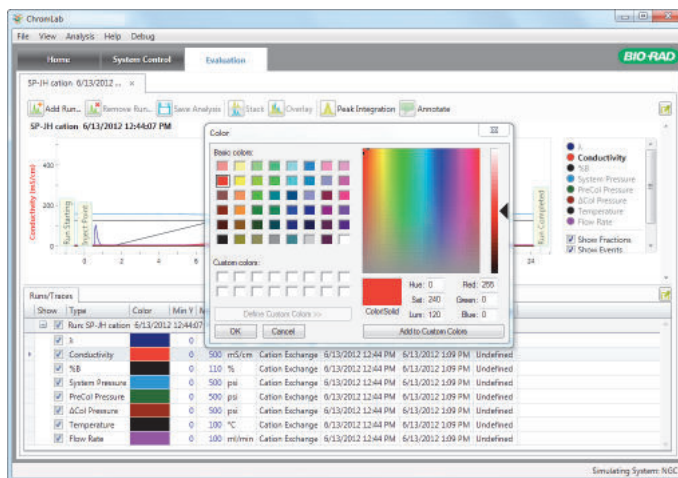 ChromLab
File View Analysis Help Debug
Home System Control Evaluation
BIO-RAD
SP-JH cation 6/13/2012 ... ×
Add Run... Remove Run... Save Analysis Stack Overlay Peak Integration Annotate
SP-JH cation 6/13/2012 12:44:07 PM
Conductivity (mS/cm)
400
200
0
0 2 4 6
22 24
Run Starting
Inject Point
Run Completed
λ
Conductivity
%B
System Pressure
PreCol Pressure
ΔCol Pressure
Temperature
Flow Rate
Show Fractions
Show Events
Color
Basic colors:
Custom colors:
Define Custom Colors >>
OK Cancel
Color|Solid
Hue: 0 Red: 255
Sat: 240 Green: 0
Lum: 120 Blue: 0
Add to Custom Colors
Runs/Traces
Show Type Color Min Y
Run: SP-JH cation 6/13/2012 12:44:07
λ 0
Conductivity 0 500 mS/cm Cation Exchange 6/13/2012 12:44 PM 6/13/2012 1:09 PM Undefined
%B 0 110 % Cation Exchange 6/13/2012 12:44 PM 6/13/2012 1:09 PM Undefined
System Pressure 0 500 psi Cation Exchange 6/13/2012 12:44 PM 6/13/2012 1:09 PM Undefined
PreCol Pressure 0 500 psi Cation Exchange 6/13/2012 12:44 PM 6/13/2012 1:09 PM Undefined
ΔCol Pressure 0 500 psi Cation Exchange 6/13/2012 12:44 PM 6/13/2012 1:09 PM Undefined
Temperature 0 100 °C Cation Exchange 6/13/2012 12:44 PM 6/13/2012 1:09 PM Undefined
Flow Rate 0 100 ml/min Cation Exchange 6/13/2012 12:44 PM 6/13/2012 1:09 PM Undefined
Simulating System: NGC